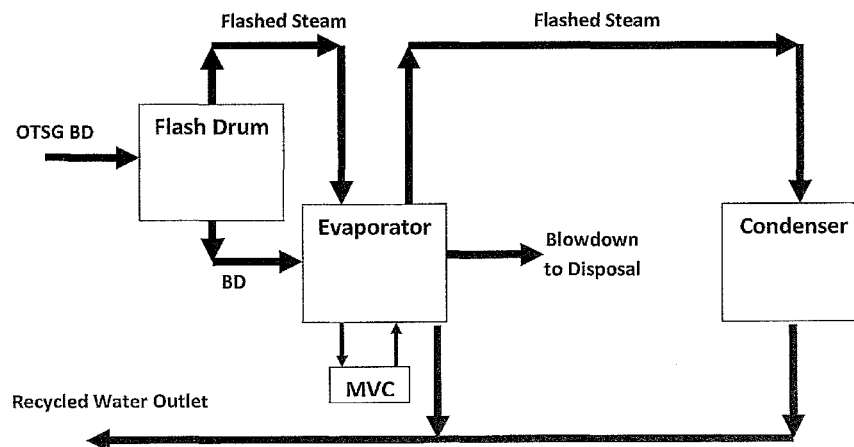 Flashed Steam
Flashed Steam
OTSG BD
Flash Drum
Evaporator
Condenser
Blowdown
to Disposal
BD
MVC
Recycled Water Outlet